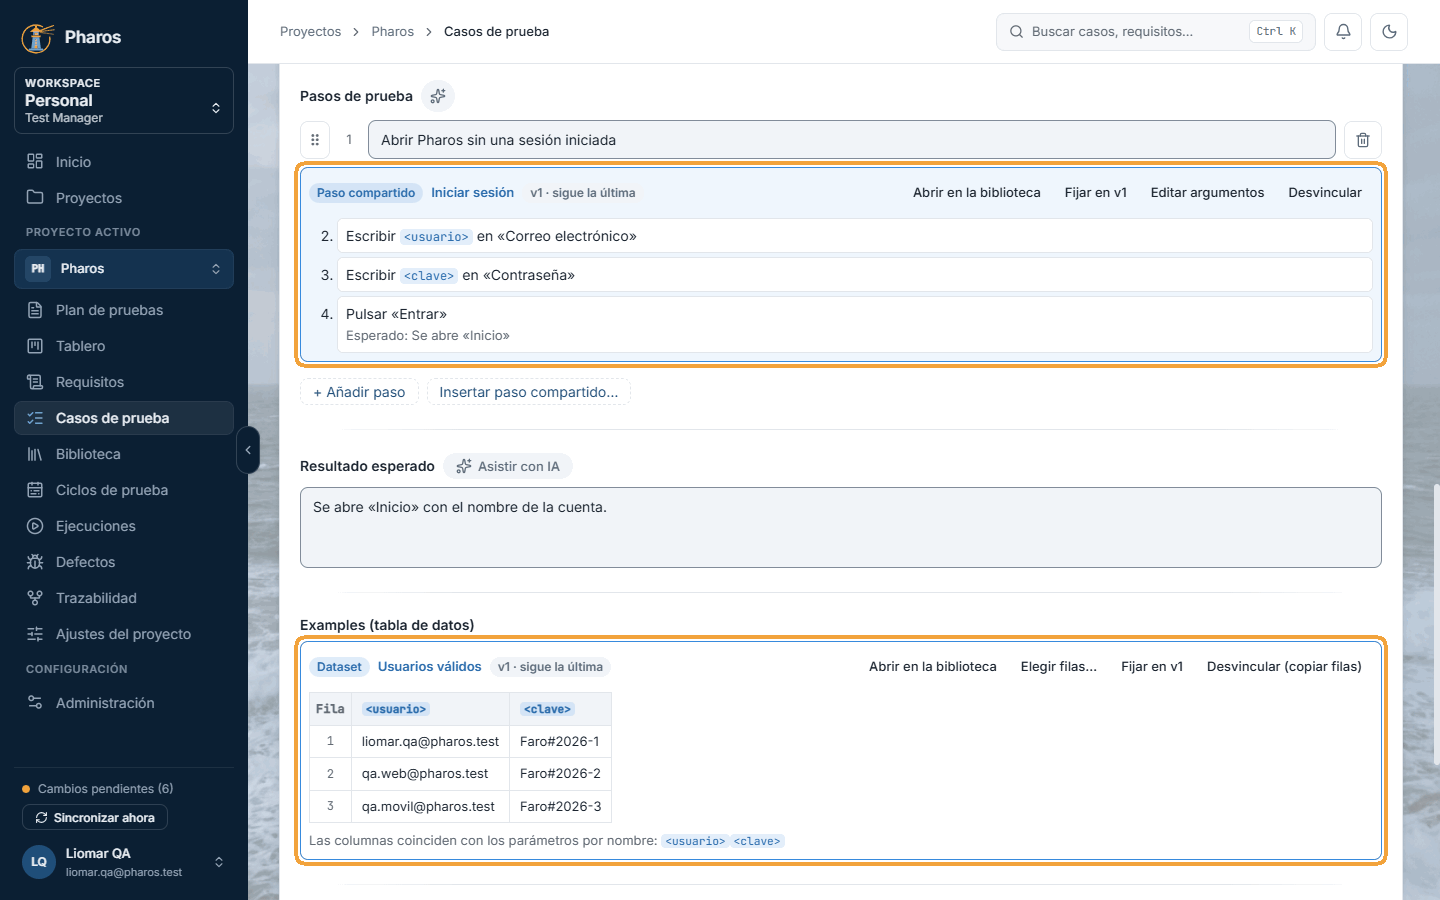 Pharos
Proyectos > Pharos > Casos de prueba
Buscar casos, requisitos...
Ctrl K
WORKSPACE
Personal
Test Manager
Inicio
Proyectos
PROYECTO ACTIVO
PH Pharos
Plan de pruebas
Tablero
Requisitos
Casos de prueba
Biblioteca
Ciclos de prueba
Ejecuciones
Defectos
Trazabilidad
Ajustes del proyecto
CONFIGURACIÓN
Administración
Cambios pendientes (6)
Sincronizar ahora
LQ Liomar QA
liomar.qa@pharos.test
Pasos de prueba
1 Abrir Pharos sin una sesión iniciada
Paso compartido Iniciar sesión v1 · sigue la última Abrir en la biblioteca Fijar en v1 Editar argumentos Desvincular
2. Escribir <usuario> en «Correo electrónico»
3. Escribir <clave> en «Contraseña»
4. Pulsar «Entrar»
Esperado: Se abre «Inicio»
+ Añadir paso Insertar paso compartido...
Resultado esperado Asistir con IA
Se abre «Inicio» con el nombre de la cuenta.
Examples (tabla de datos)
Dataset Usuarios válidos v1 · sigue la última Abrir en la biblioteca Elegir filas... Fijar en v1 Desvincular (copiar filas)
Fila <usuario> <clave>
1 liomar.qa@pharos.test Faro#2026-1
2 qa.web@pharos.test Faro#2026-2
3 qa.movil@pharos.test Faro#2026-3
Las columnas coinciden con los parámetros por nombre: <usuario> <clave>